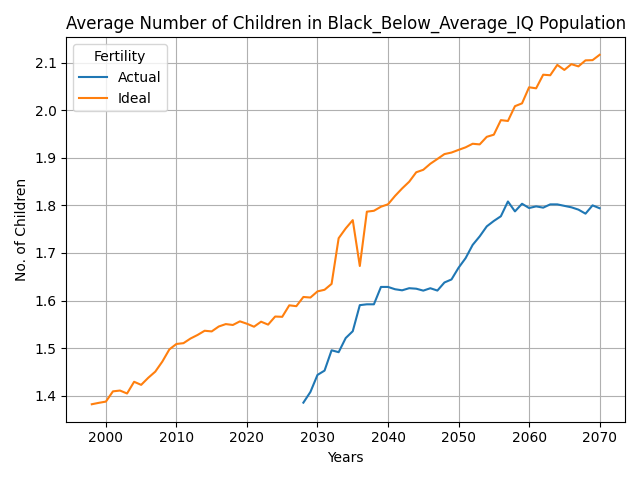 Average Number of Children in Black_Below_Average_IQ Population
Fertility
Actual
Ideal
No. of Children
2.1
2.0
1.9
1.8
1.7
1.6
1.5
1.4
2000 2010 2020 2030 2040 2050 2060 2070
Years